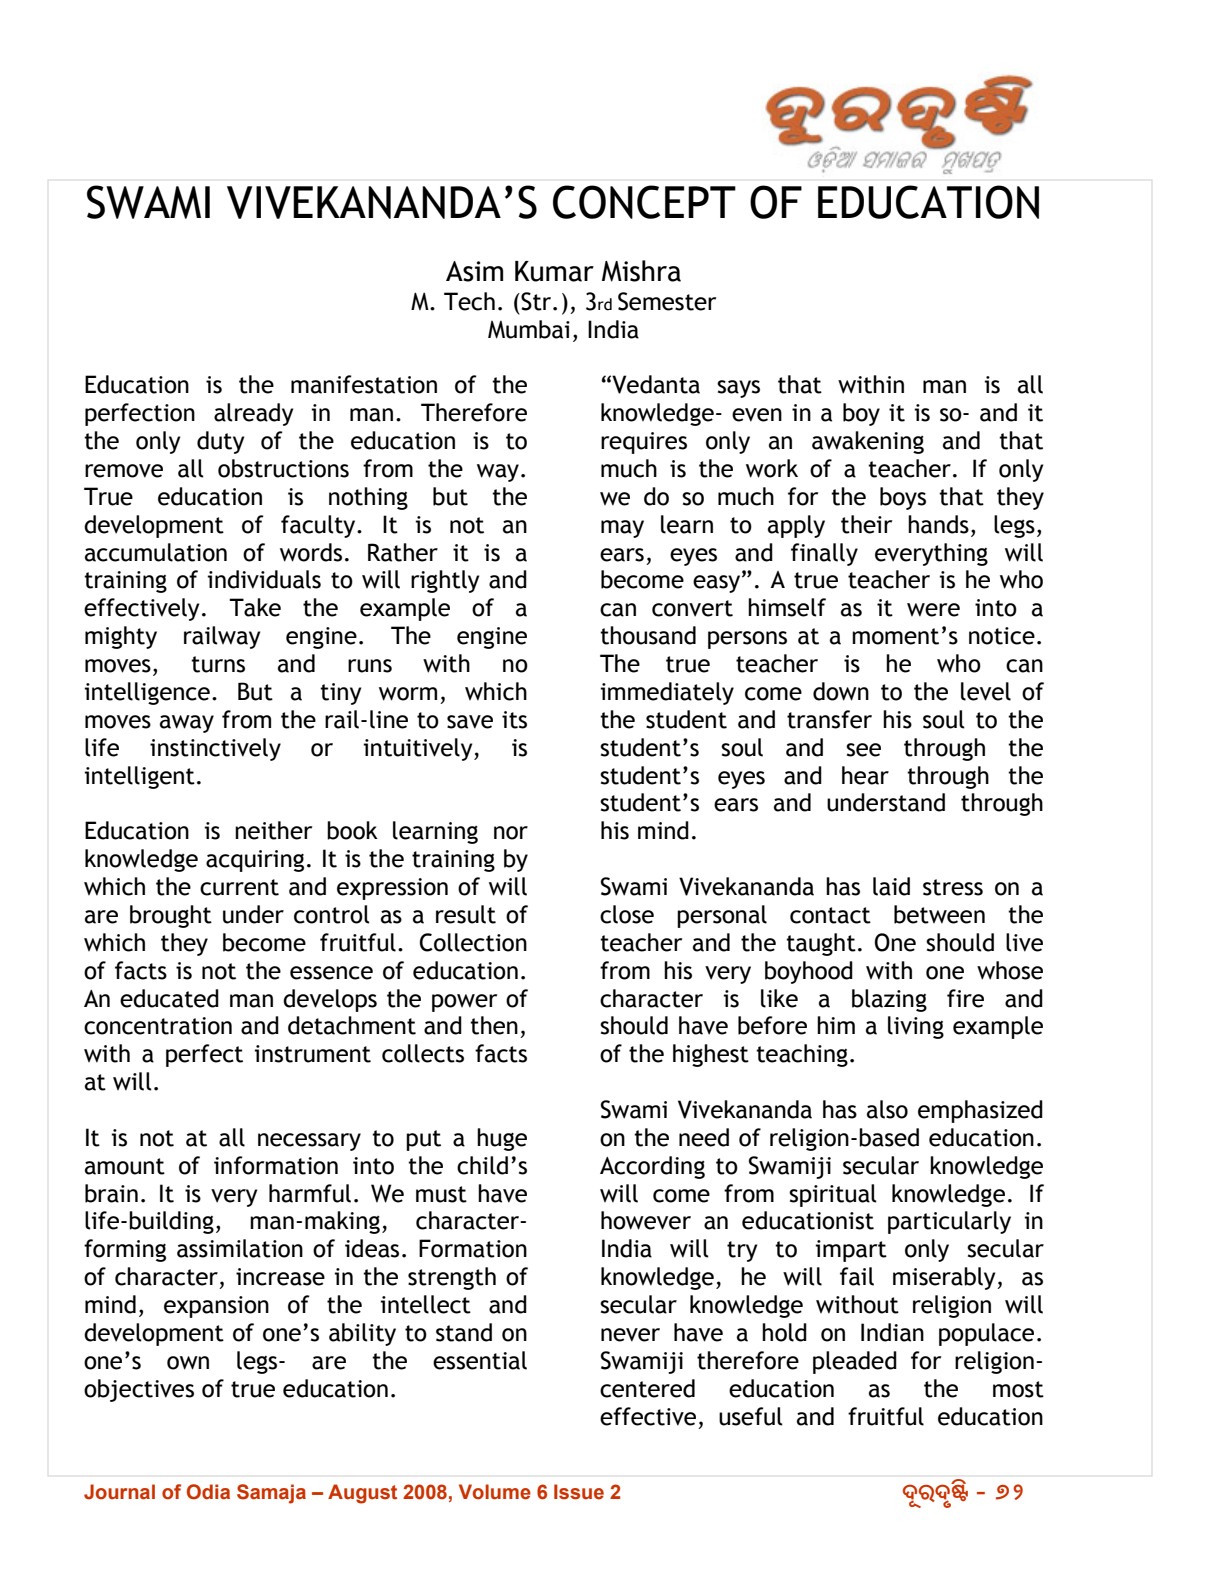 ଦୁରଦୃଷ୍ଟି
ଓଡ଼ିଆ ସମାଜର ମୁଖପତ୍ର
SWAMI VIVEKANANDA’S CONCEPT OF EDUCATION
Asim Kumar Mishra
M. Tech. (Str.), 3rd Semester
Mumbai, India
Education is the manifestation of the
perfection already in man. Therefore
the only duty of the education is to
remove all obstructions from the way.
True education is nothing but the
development of faculty. It is not an
accumulation of words. Rather it is a
training of individuals to will rightly and
effectively. Take the example of a
mighty railway engine. The engine
moves, turns and runs with no
intelligence. But a tiny worm, which
moves away from the rail-line to save its
life instinctively or intuitively, is
intelligent.
Education is neither book learning nor
knowledge acquiring. It is the training by
which the current and expression of will
are brought under control as a result of
which they become fruitful. Collection
of facts is not the essence of education.
An educated man develops the power of
concentration and detachment and then,
with a perfect instrument collects facts
at will.
It is not at all necessary to put a huge
amount of information into the child’s
brain. It is very harmful. We must have
life-building, man-making, character-
forming assimilation of ideas. Formation
of character, increase in the strength of
mind, expansion of the intellect and
development of one’s ability to stand on
one’s own legs- are the essential
objectives of true education.
“Vedanta says that within man is all
knowledge- even in a boy it is so- and it
requires only an awakening and that
much is the work of a teacher. If only
we do so much for the boys that they
may learn to apply their hands, legs,
ears, eyes and finally everything will
become easy”. A true teacher is he who
can convert himself as it were into a
thousand persons at a moment’s notice.
The true teacher is he who can
immediately come down to the level of
the student and transfer his soul to the
student’s soul and see through the
student’s eyes and hear through the
student’s ears and understand through
his mind.
Swami Vivekananda has laid stress on a
close personal contact between the
teacher and the taught. One should live
from his very boyhood with one whose
character is like a blazing fire and
should have before him a living example
of the highest teaching.
Swami Vivekananda has also emphasized
on the need of religion-based education.
According to Swamiji secular knowledge
will come from spiritual knowledge. If
however an educationist particularly in
India will try to impart only secular
knowledge, he will fail miserably, as
secular knowledge without religion will
never have a hold on Indian populace.
Swamiji therefore pleaded for religion-
centered education as the most
effective, useful and fruitful education
Journal of Odia Samaja – August 2008, Volume 6 Issue 2
ଦୂରଦୃଷ୍ଟି - ୭୨